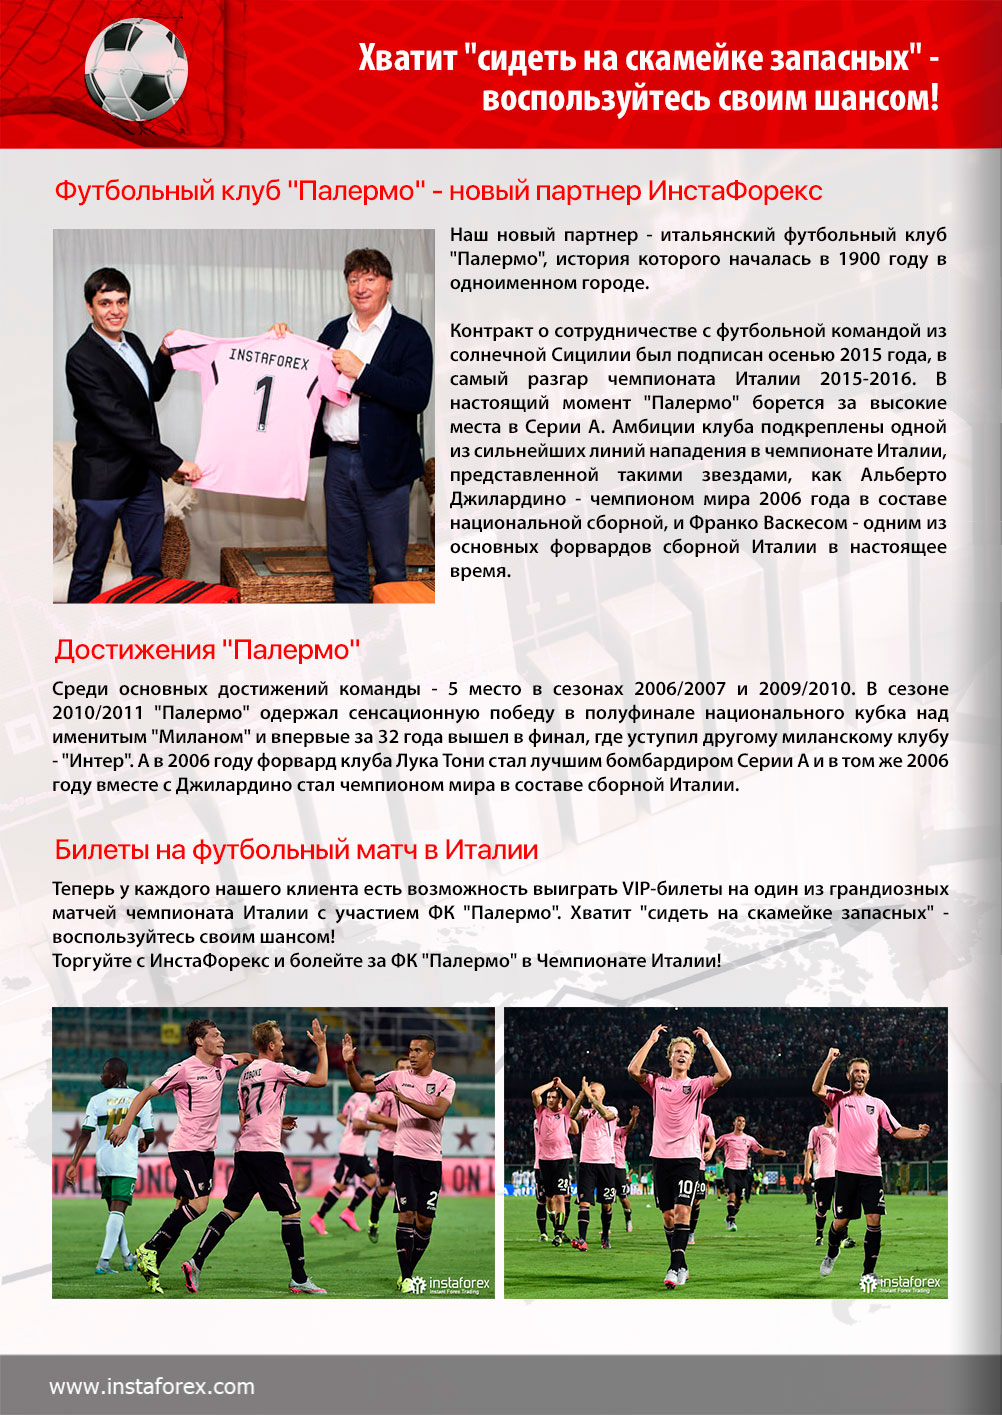 Хватит "сидеть на скамейке запасных" -
воспользуйтесь своим шансом!
Футбольный клуб "Палермо" - новый партнер ИнстаФорекс
Наш новый партнер - итальянский футбольный клуб
"Палермо", история которого началась в 1900 году в
одноименном городе.
Контракт о сотрудничестве с футбольной командой из
солнечной Сицилии был подписан осенью 2015 года, в
самый разгар чемпионата Италии 2015-2016. В
настоящий момент "Палермо" борется за высокие
места в Серии А. Амбиции клуба подкреплены одной
из сильнейших линий нападения в чемпионате Италии,
представленной такими звездами, как Альберто
Джилардино - чемпионом мира 2006 года в составе
национальной сборной, и Франко Васкесом - одним из
основных форвардов сборной Италии в настоящее
время.
INSTAFOREX
1
Достижения "Палермо"
Среди основных достижений команды - 5 место в сезонах 2006/2007 и 2009/2010. В сезоне
2010/2011 "Палермо" одержал сенсационную победу в полуфинале национального кубка над
именитым "Миланом" и впервые за 32 года вышел в финал, где уступил другому миланскому клубу
- "Интер". А в 2006 году форвард клуба Лука Тони стал лучшим бомбардиром Серии А и в том же 2006
году вместе с Джилардино стал чемпионом мира в составе сборной Италии.
Билеты на футбольный матч в Италии
Теперь у каждого нашего клиента есть возможность выиграть VIP-билеты на один из грандиозных
матчей чемпионата Италии с участием ФК "Палермо". Хватит "сидеть на скамейке запасных" -
воспользуйтесь своим шансом!
Торгуйте с ИнстаФорекс и болейте за ФК "Палермо" в Чемпионате Италии!
ON
instaforex
Instant Forex Trading
28
23
10
20
instaforex
Instant Forex Trading
www.instaforex.com